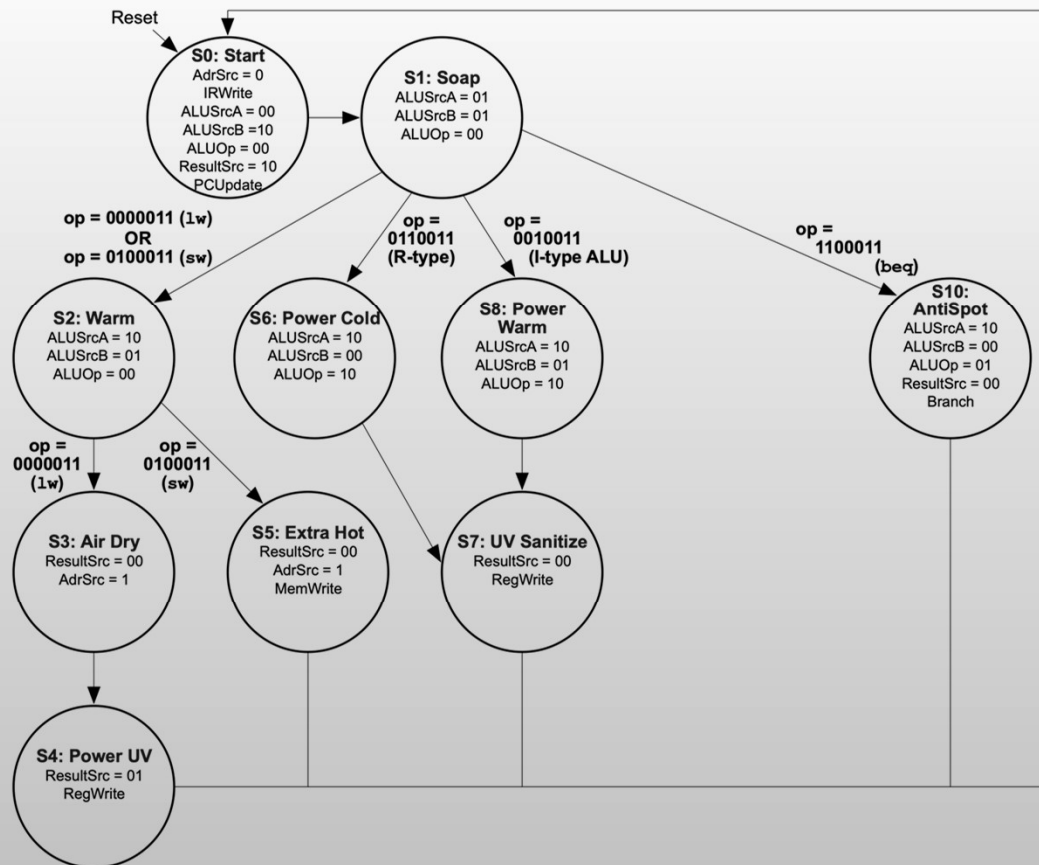 Reset
S0: Start
AdrSrc = 0
IRWrite
ALUSrcA = 00
ALUSrcB =10
ALUOp = 00
ResultSrc = 10
PCUpdate
S1: Soap
ALUSrcA = 01
ALUSrcB = 01
ALUOp = 00
op = 0000011 (lw)
OR
op = 0100011 (sw)
op =
0110011
(R-type)
op =
0010011
(I-type ALU)
op =
1100011
(beq)
S2: Warm
ALUSrcA = 10
ALUSrcB = 01
ALUOp = 00
S6: Power Cold
ALUSrcA = 10
ALUSrcB = 00
ALUOp = 10
S8: Power
Warm
ALUSrcA = 10
ALUSrcB = 01
ALUOp = 10
S10:
AntiSpot
ALUSrcA = 10
ALUSrcB = 00
ALUOp = 01
ResultSrc = 00
Branch
op =
0000011
(lw)
op =
0100011
(sw)
S3: Air Dry
ResultSrc = 00
AdrSrc = 1
S5: Extra Hot
ResultSrc = 00
AdrSrc = 1
MemWrite
S7: UV Sanitize
ResultSrc = 00
RegWrite
S4: Power UV
ResultSrc = 01
RegWrite